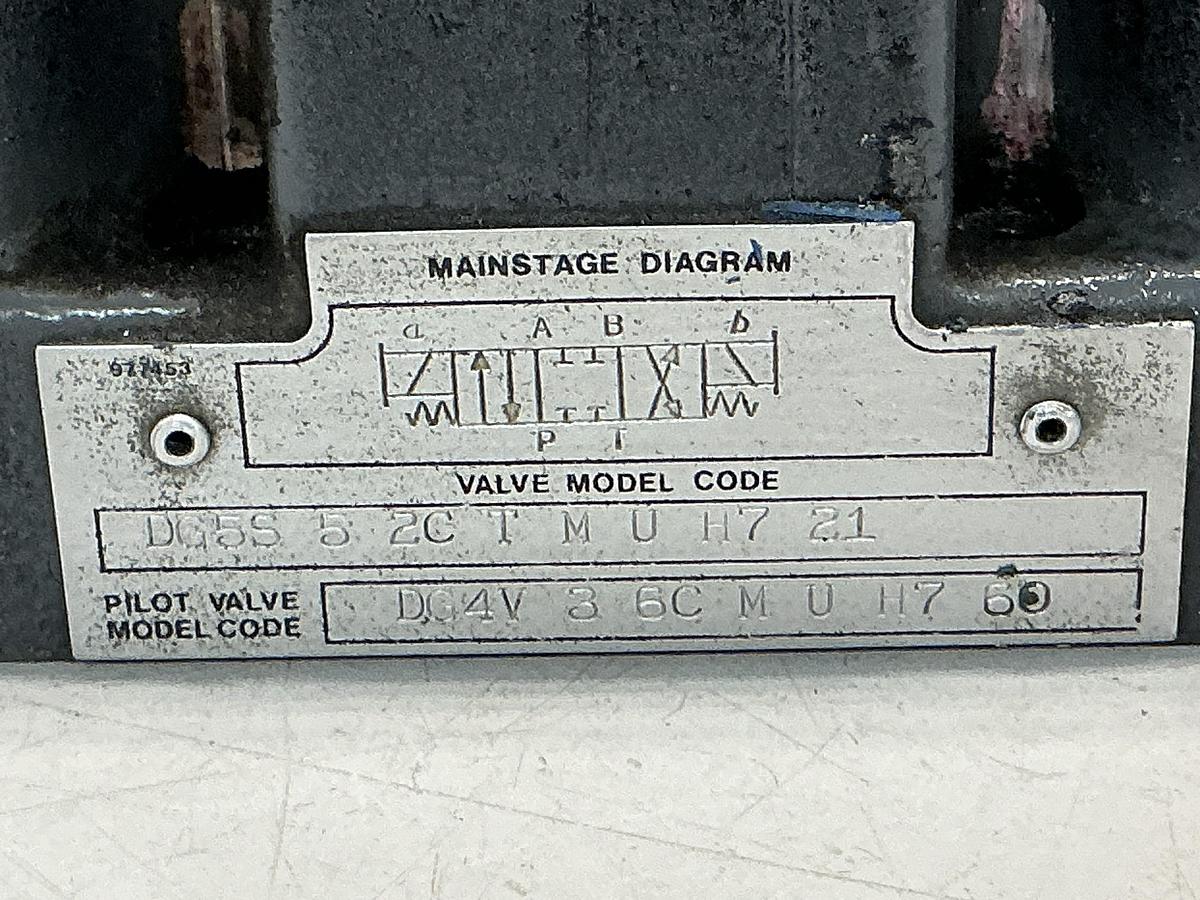 MAINSTAGE DIAGRAM
a A B b
977453
P T
VALVE MODEL CODE
DG5S 5 2C T M U H7 21
PILOT VALVE
MODEL CODE
DG4V 3 6C M U H7 60